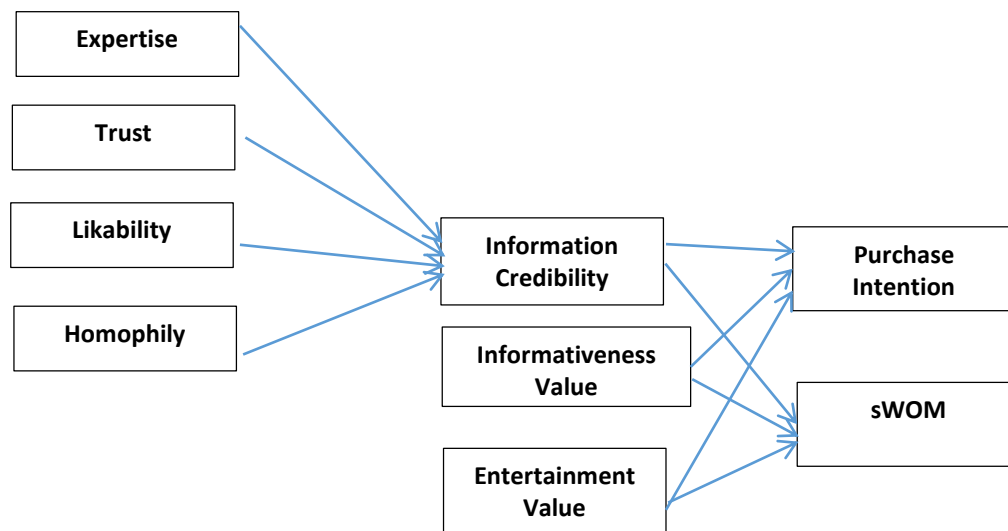 Expertise
Trust
Likability
Homophily
Information
Credibility
Informativeness
Value
Entertainment
Value
Purchase
Intention
sWOM